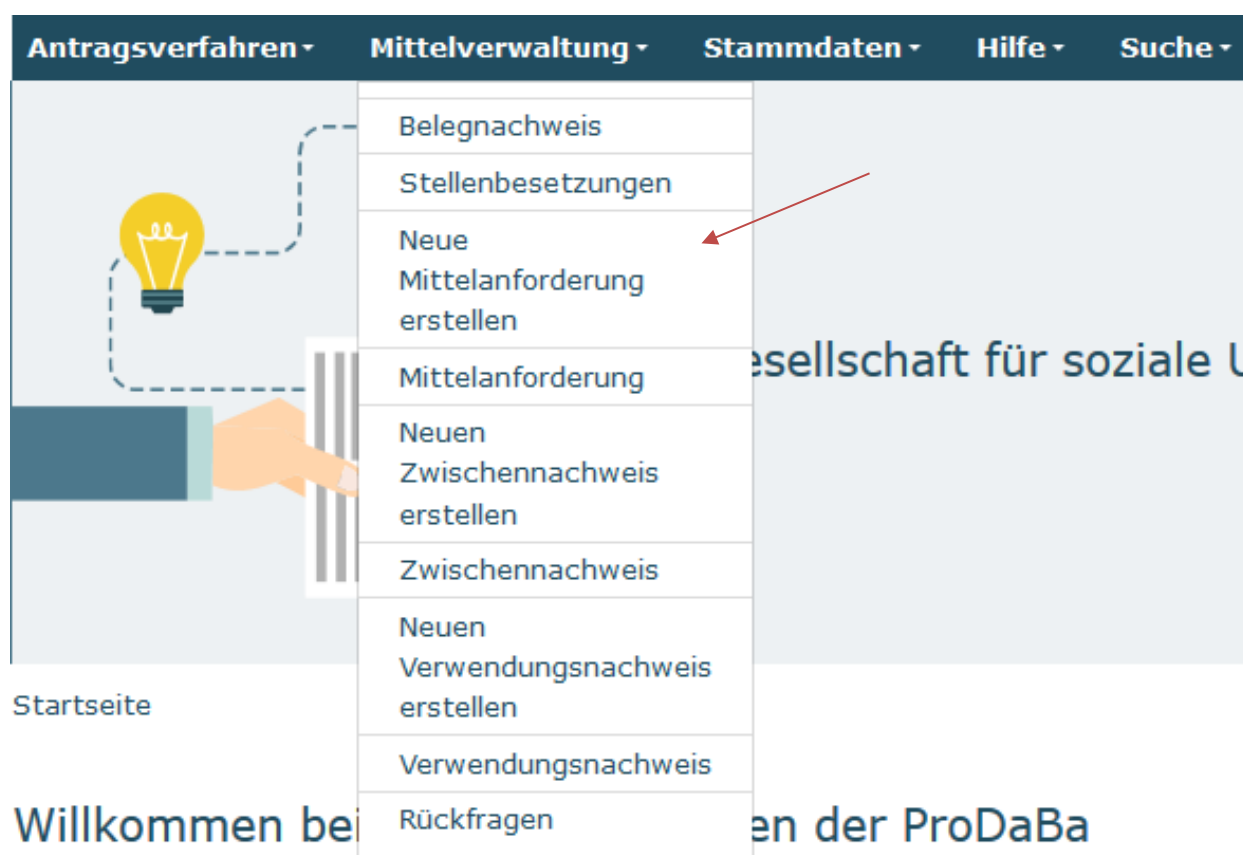 Antragsverfahren Mittelverwaltung Stammdaten Hilfe Suche
Belegnachweis
Stellenbesetzungen
Neue
Mittelanforderung
erstellen
Mittelanforderung
Neuen
Zwischennachweis
erstellen
Zwischennachweis
Neuen
Verwendungsnachweis
erstellen
Verwendungsnachweis
Rückfragen
esellschaft für soziale U
Startseite
Willkommen bei en der ProDaBa